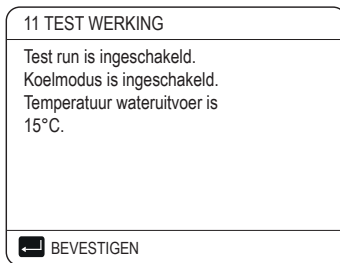 11 TEST WERKING
Test run is ingeschakeld.
Koelmodus is ingeschakeld.
Temperatuur wateruitvoer is
15°C.
BEVESTIGEN